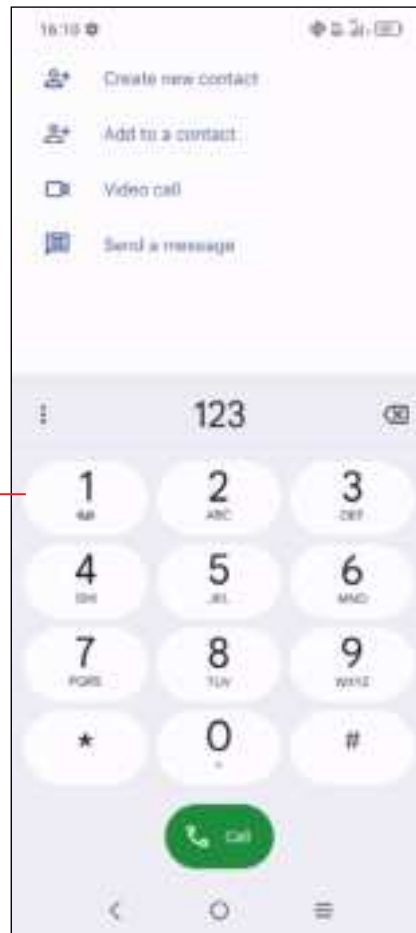 16:10
Create new contact
Add to a contact
Video call
Send a message
123
1 2 3
ABC DEF
4 5 6
GHI JKL MNO
7 8 9
PQRS TUV WXYZ
* 0 #
+
Call